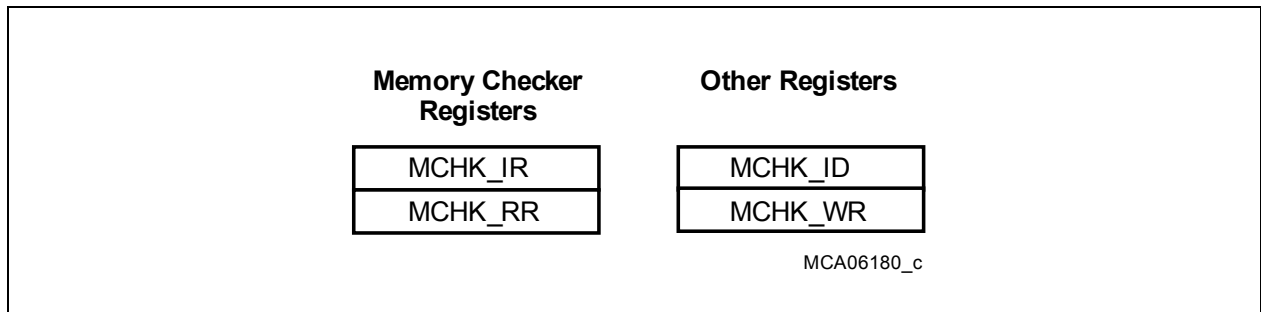 Memory Checker
Registers
MCHK_IR
MCHK_RR
Other Registers
MCHK_ID
MCHK_WR
MCA06180_c